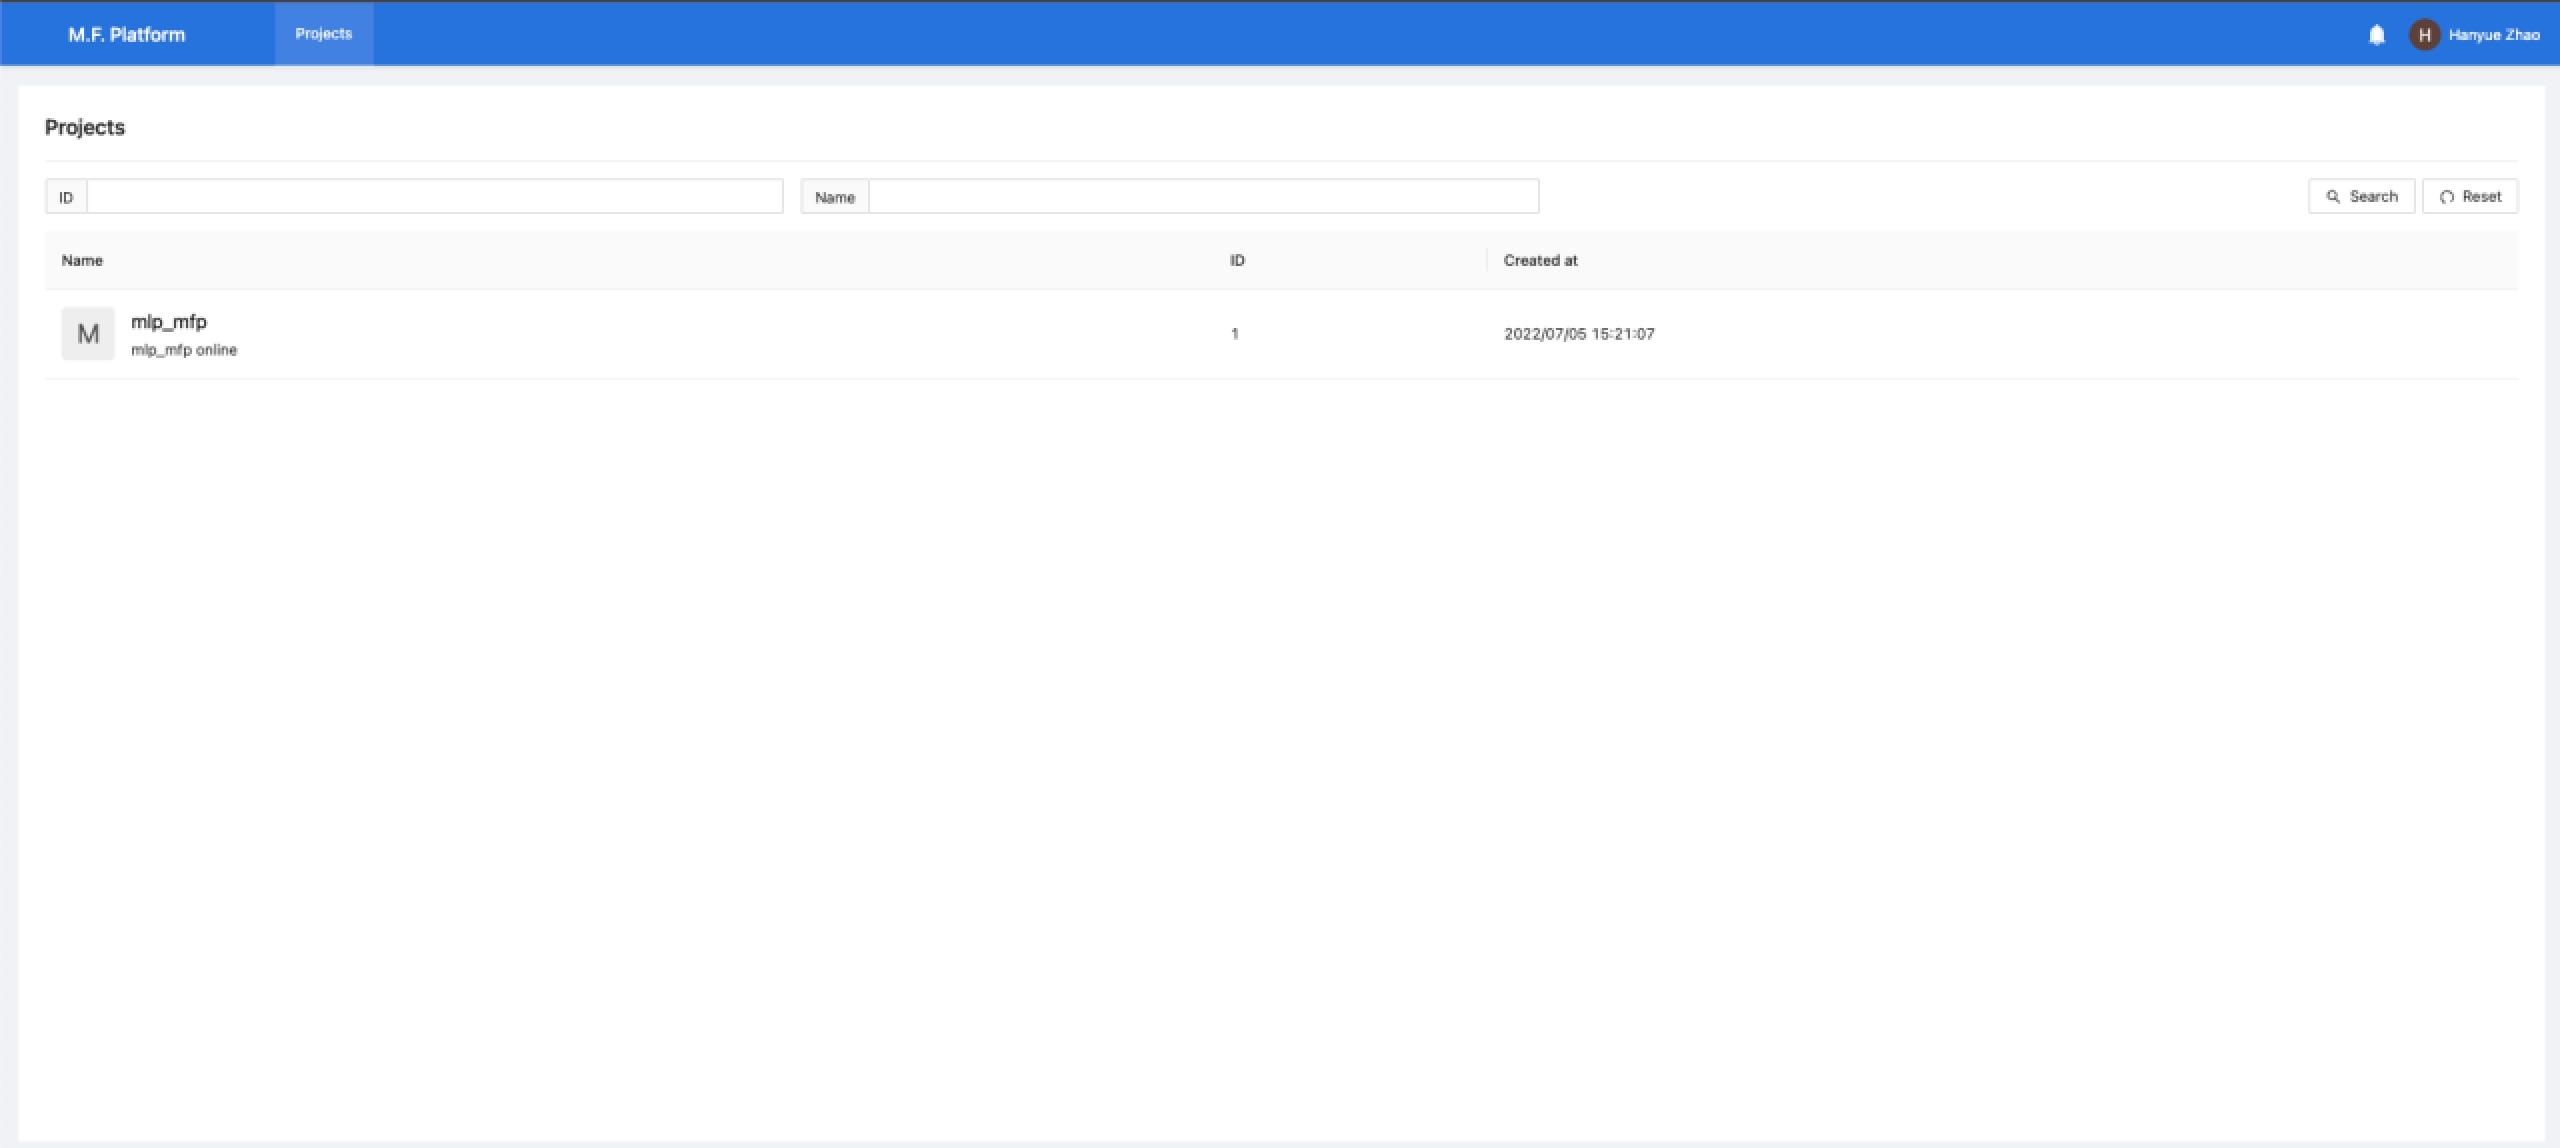 M.F. Platform Projects H Hanyue Zhao
Projects
ID Name Search Reset
Name ID Created at
M mlp_mfp 1 2022/07/05 15:21:07
mlp_mfp online